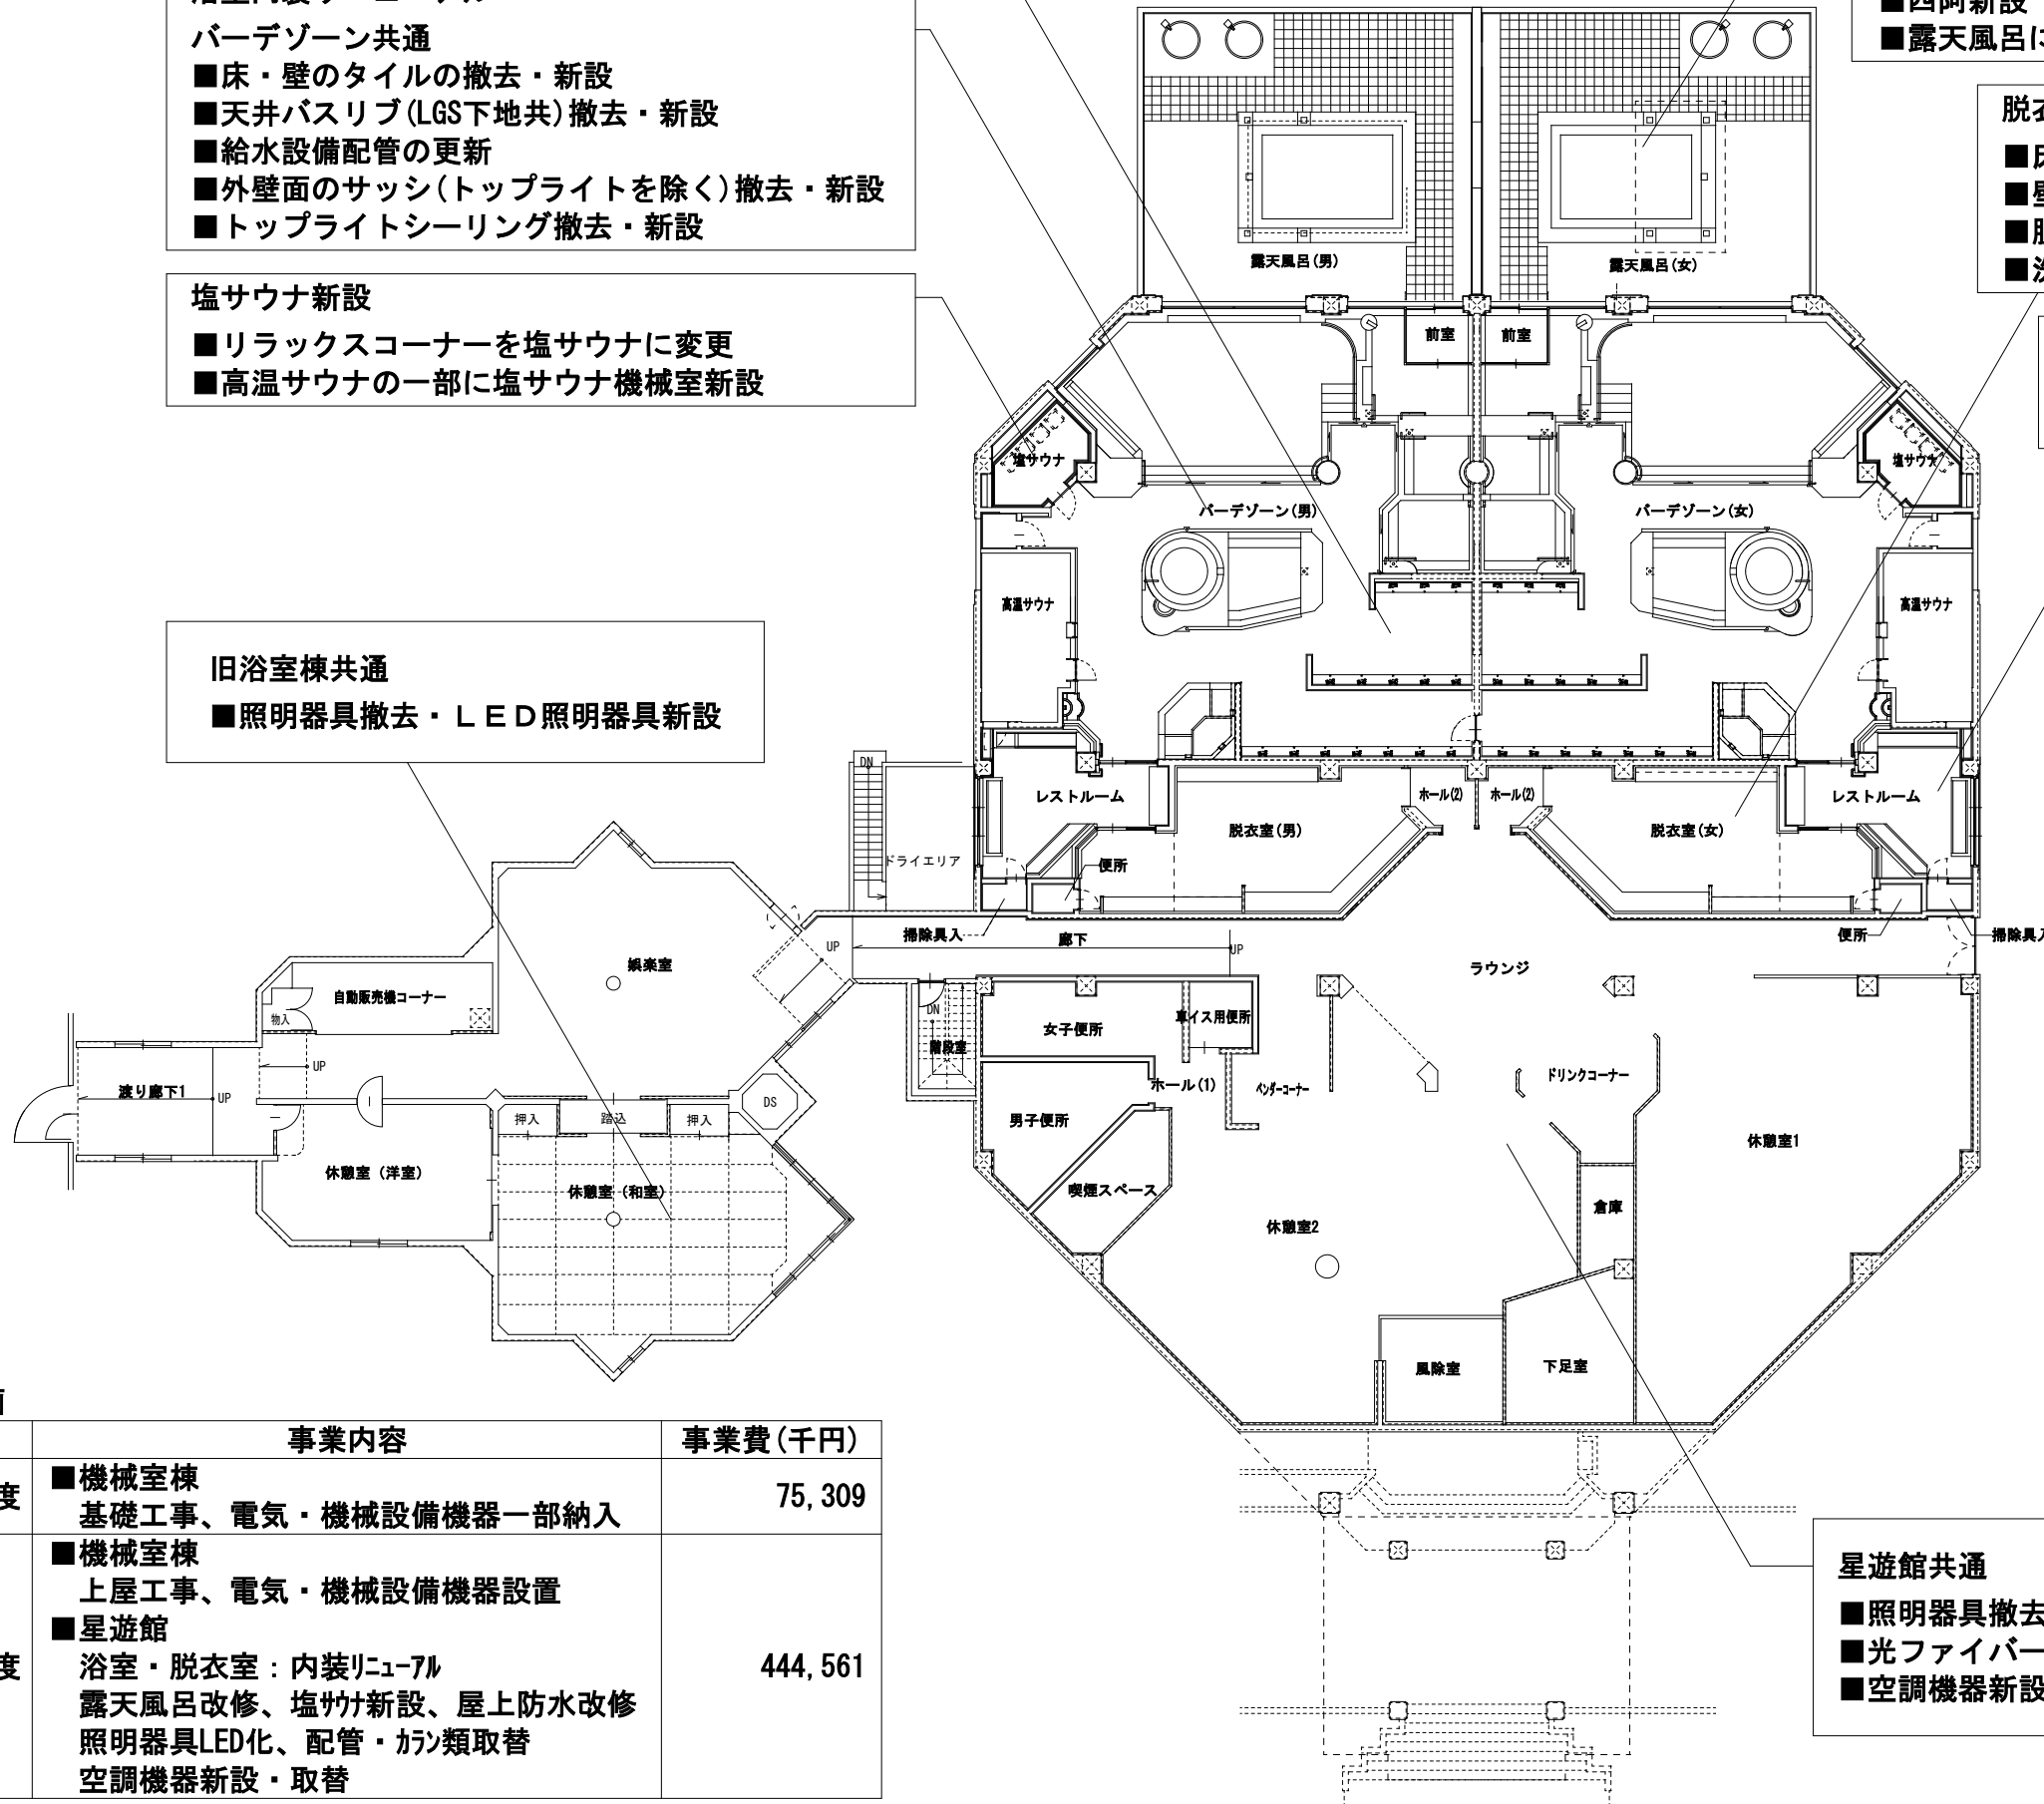 バーデゾーン共通
■床・壁のタイルの撤去・新設
■天井バスリブ(LGS下地共)撤去・新設
■給水設備配管の更新
■外壁面のサッシ(トップライトを除く)撤去・新設
■トップライトシーリング撤去・新設
塩サウナ新設
■リラックスコーナーを塩サウナに変更
■高温サウナの一部に塩サウナ機械室新設
旧浴室棟共通
■照明器具撤去・LED照明器具新設
■四阿新設
■露天風呂に
脱衣
露天風呂(男)
露天風呂(女)
前室
前室
塩サウナ
塩サウナ
バーデゾーン(男)
バーデゾーン(女)
高温サウナ
高温サウナ
DN
レストルーム
ホール(2)
ホール(2)
レストルーム
脱衣室(男)
脱衣室(女)
ドライエリア
便所
掃除具入
廊下
便所
掃除具入
UP
UP
娯楽室
ラウンジ
自動販売機コーナー
物入
DN
階段室
女子便所
車イス用便所
UP
渡り廊下1
UP
ホール(1)
ベンダーコーナー
ドリンクコーナー
DS
押入
踏込
押入
男子便所
休憩室1
休憩室(洋室)
休憩室(和室)
喫煙スペース
倉庫
休憩室2
風除室
下足室
事業内容
事業費(千円)
度
■機械室棟
基礎工事、電気・機械設備機器一部納入
75,309
■機械室棟
上屋工事、電気・機械設備機器設置
■星遊館
度
浴室・脱衣室:内装リニューアル
444,561
露天風呂改修、塩サウナ新設、屋上防水改修
照明器具LED化、配管・カラン類取替
空調機器新設・取替
星遊館共通
■照明器具撤去
■光ファイバー
■空調機器新設